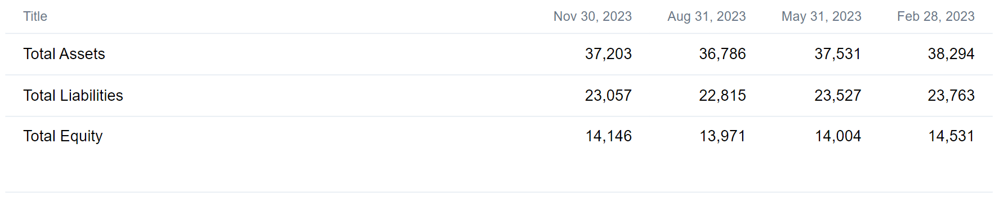 Title Nov 30, 2023 Aug 31, 2023 May 31, 2023 Feb 28, 2023
Total Assets 37,203 36,786 37,531 38,294
Total Liabilities 23,057 22,815 23,527 23,763
Total Equity 14,146 13,971 14,004 14,531